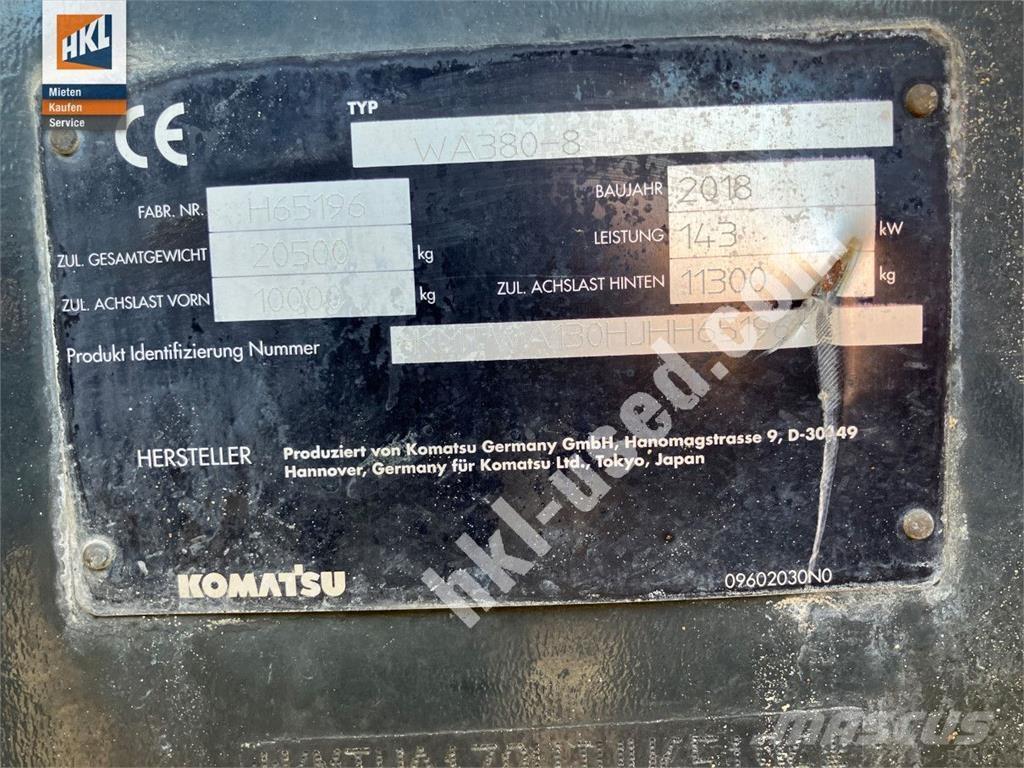 HKL
Mieten
Kaufen
Service
CE
TYP WA380-8
FABR. NR. H65196
BAUJAHR 2018
ZUL. GESAMTGEWICHT 20500 kg
LEISTUNG 143 kW
ZUL. ACHSLAST VORN 10000 kg
ZUL. ACHSLAST HINTEN 11300 kg
Produkt Identifizierung Nummer
HERSTELLER
Produziert von Komatsu Germany GmbH, Hanomagstrasse 9, D-30449
Hannover, Germany für Komatsu Ltd., Tokyo, Japan
KOMATSU
09602030N0
hkl-used.com
MASCUS